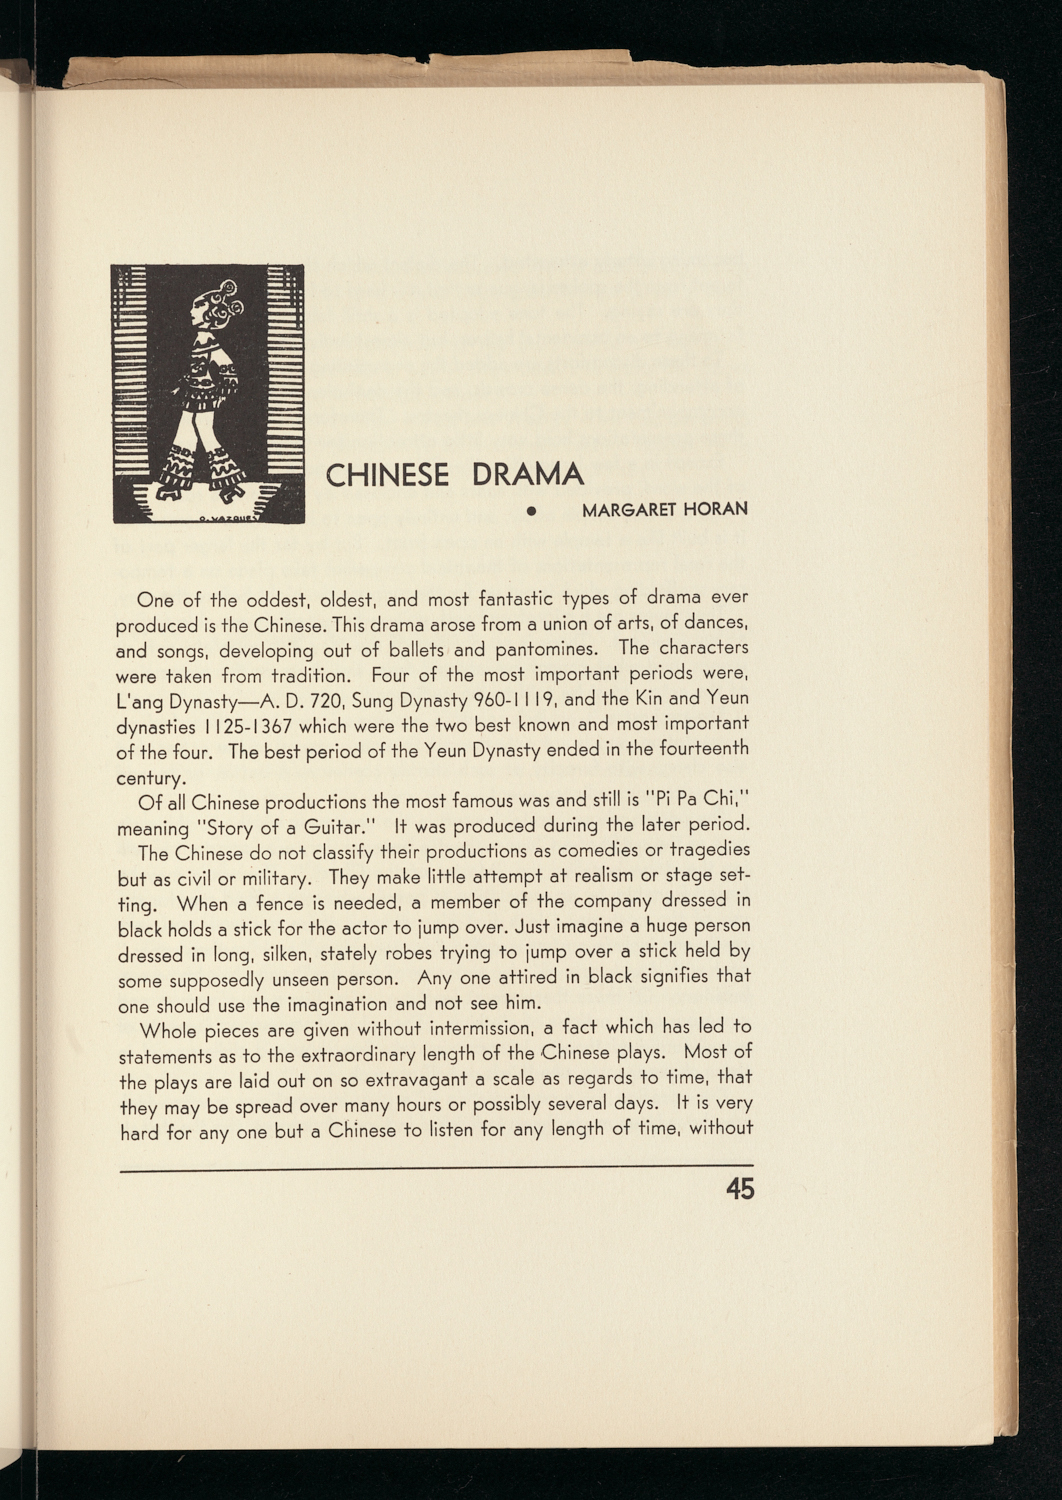 O. VAZQUEZ
CHINESE DRAMA
• MARGARET HORAN
One of the oddest, oldest, and most fantastic types of drama ever
produced is the Chinese. This drama arose from a union of arts, of dances,
and songs, developing out of ballets and pantomines. The characters
were taken from tradition. Four of the most important periods were,
L'ang Dynasty—A. D. 720, Sung Dynasty 960-1119, and the Kin and Yeun
dynasties 1125-1367 which were the two best known and most important
of the four. The best period of the Yeun Dynasty ended in the fourteenth
century.
Of all Chinese productions the most famous was and still is "Pi Pa Chi,"
meaning "Story of a Guitar." It was produced during the later period.
The Chinese do not classify their productions as comedies or tragedies
but as civil or military. They make little attempt at realism or stage set-
ting. When a fence is needed, a member of the company dressed in
black holds a stick for the actor to jump over. Just imagine a huge person
dressed in long, silken, stately robes trying to jump over a stick held by
some supposedly unseen person. Any one attired in black signifies that
one should use the imagination and not see him.
Whole pieces are given without intermission, a fact which has led to
statements as to the extraordinary length of the Chinese plays. Most of
the plays are laid out on so extravagant a scale as regards to time, that
they may be spread over many hours or possibly several days. It is very
hard for any one but a Chinese to listen for any length of time, without
45